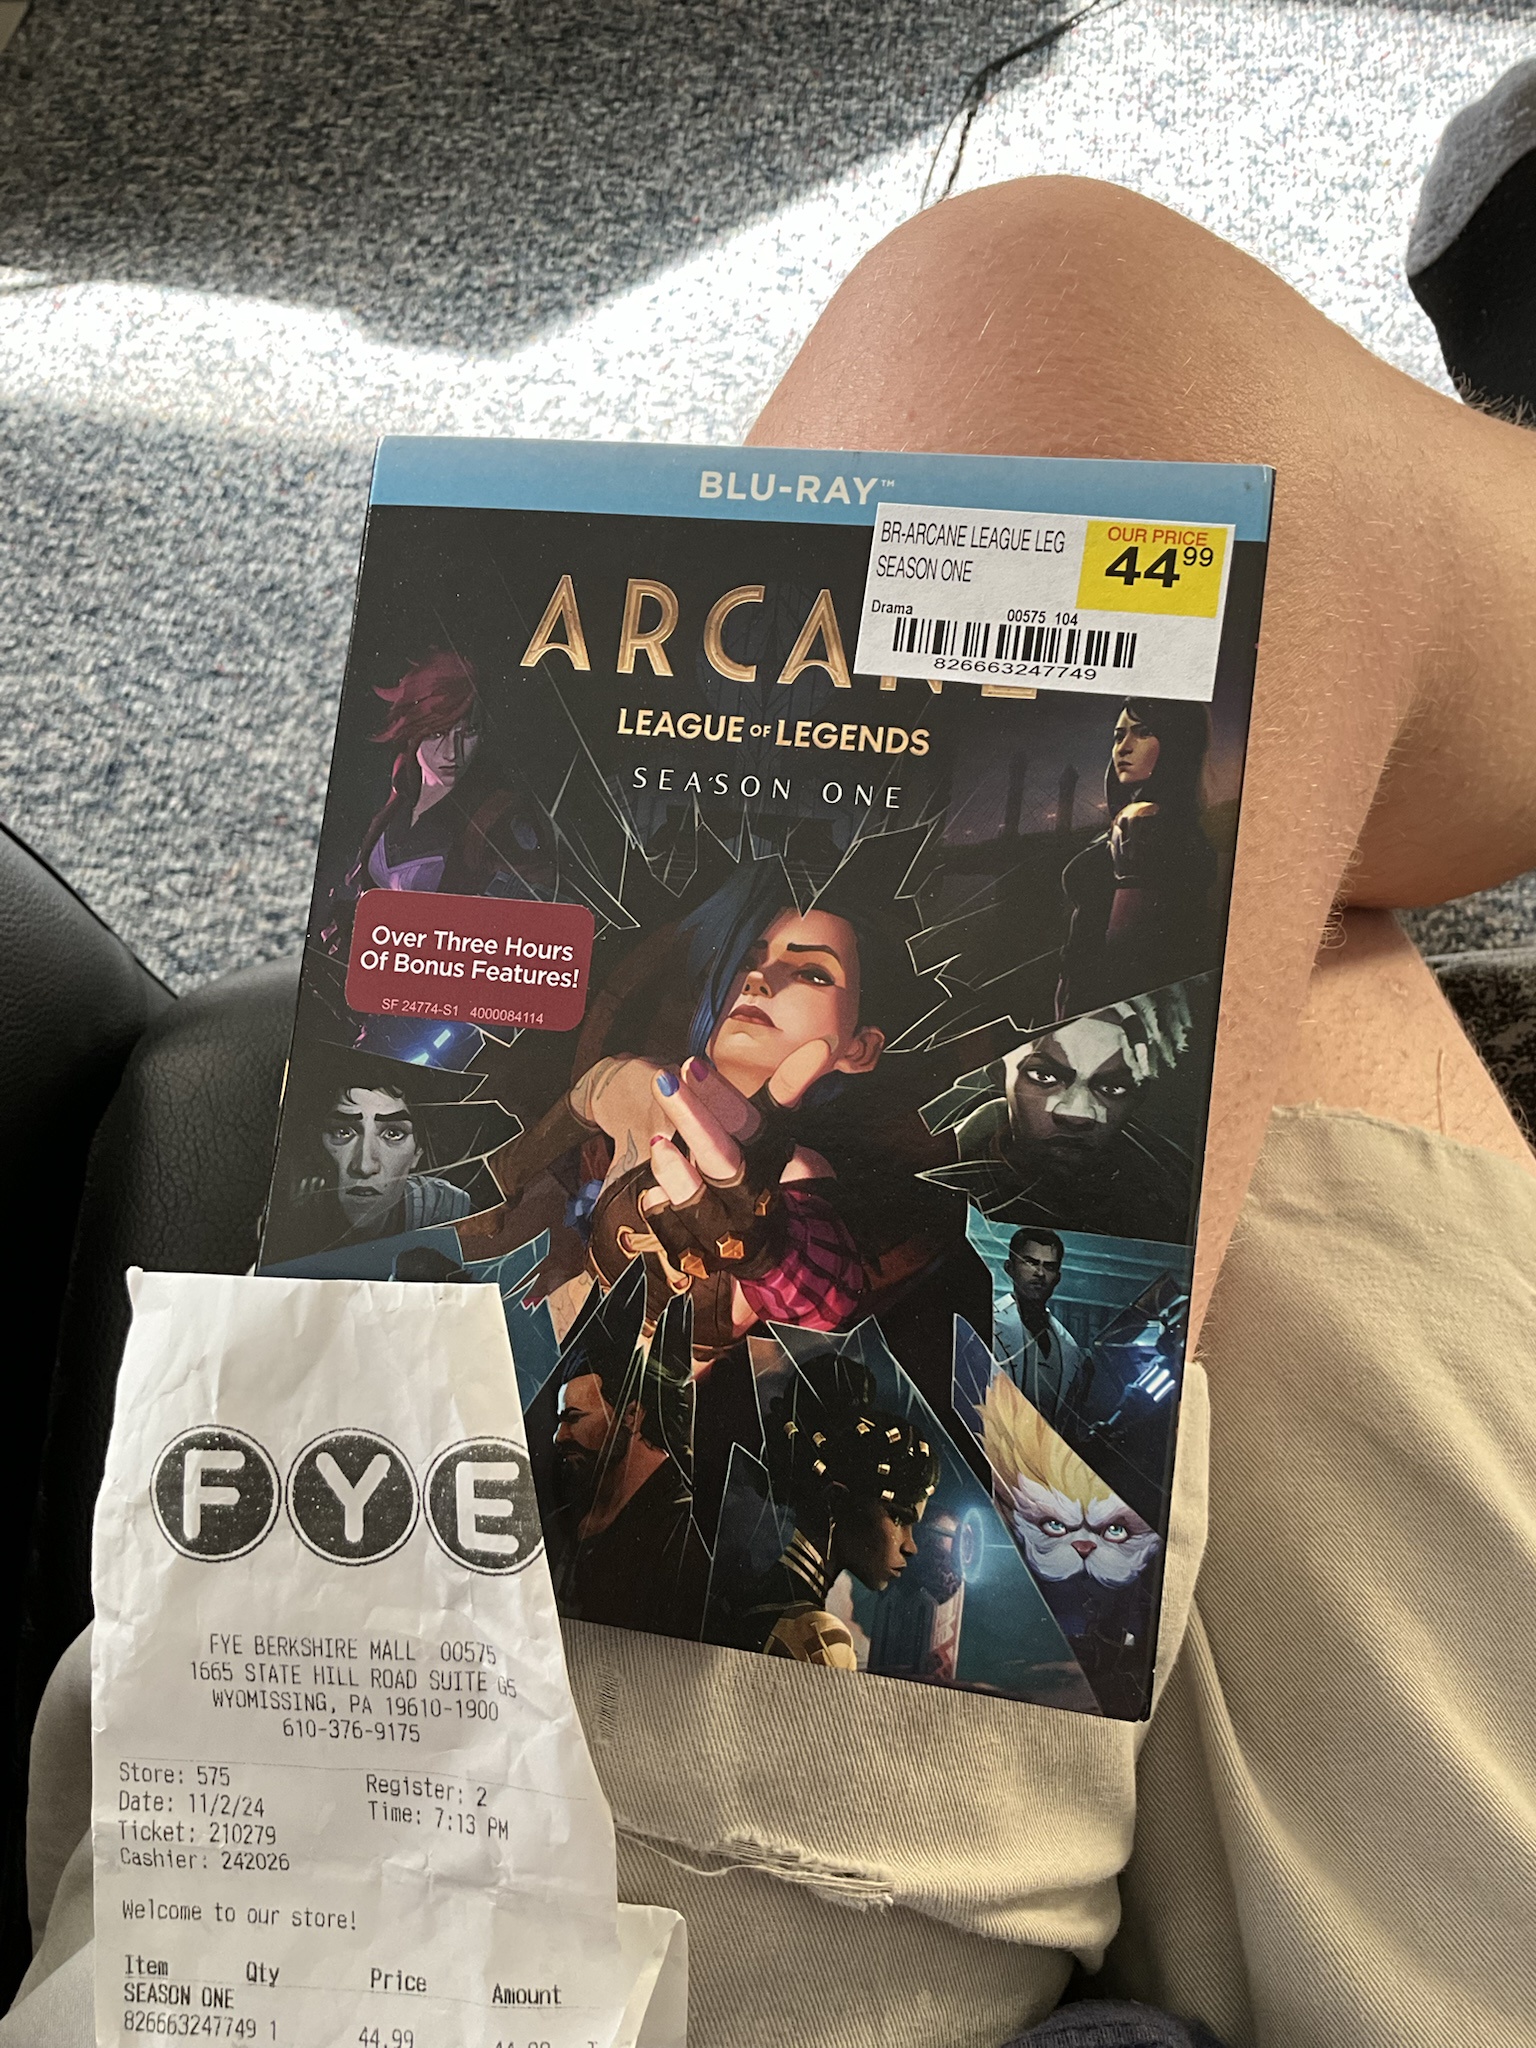 BLU-RAY™
BR-ARCANE LEAGUE LEG
SEASON ONE
OUR PRICE
44.99
Drama
00575 104
826663247749
ARCANE
LEAGUE OF LEGENDS
SEASON ONE
Over Three Hours
Of Bonus Features!
SF 24774-S1 4000084114
FYE
FYE BERKSHIRE MALL 00575
1665 STATE HILL ROAD SUITE G5
WYOMISSING, PA 19610-1900
610-376-9175
Store: 575 Register: 2
Date: 11/2/24 Time: 7:13 PM
Ticket: 210279
Cashier: 242026
Welcome to our store!
Item Qty Price Amount
SEASON ONE
826663247749 1 44.99